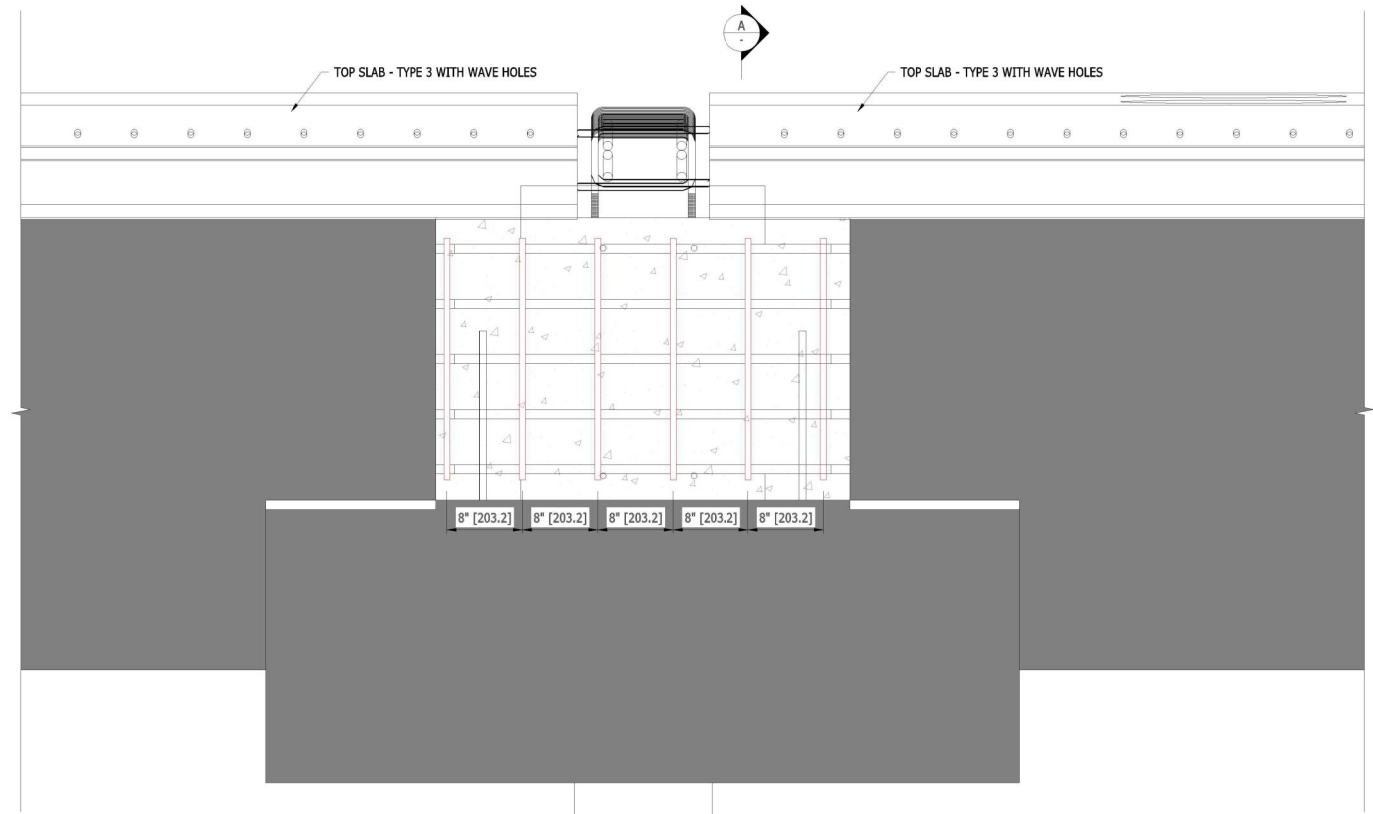 A
-
TOP SLAB - TYPE 3 WITH WAVE HOLES
TOP SLAB - TYPE 3 WITH WAVE HOLES
8" [203.2]
8" [203.2]
8" [203.2]
8" [203.2]
8" [203.2]